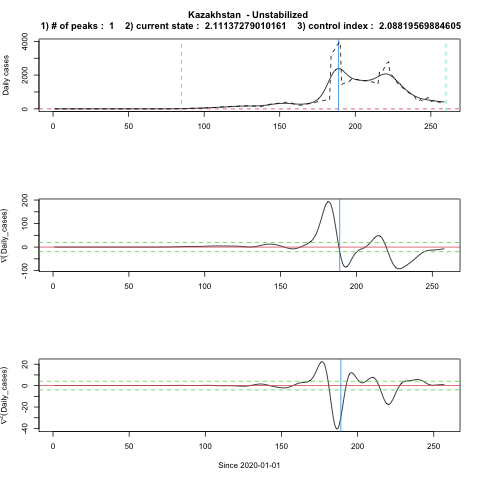 Kazakhstan - Unstabilized
1) # of peaks : 1 2) current state : 2.11137279010161 3) control index : 2.08819569884605
Daily cases
4000
2000
0
0 50 100 150 200 250
∇(Daily_cases)
200
100
0
-100
0 50 100 150 200 250
∇²(Daily_cases)
20
0
-20
-40
0 50 100 150 200 250
Since 2020-01-01